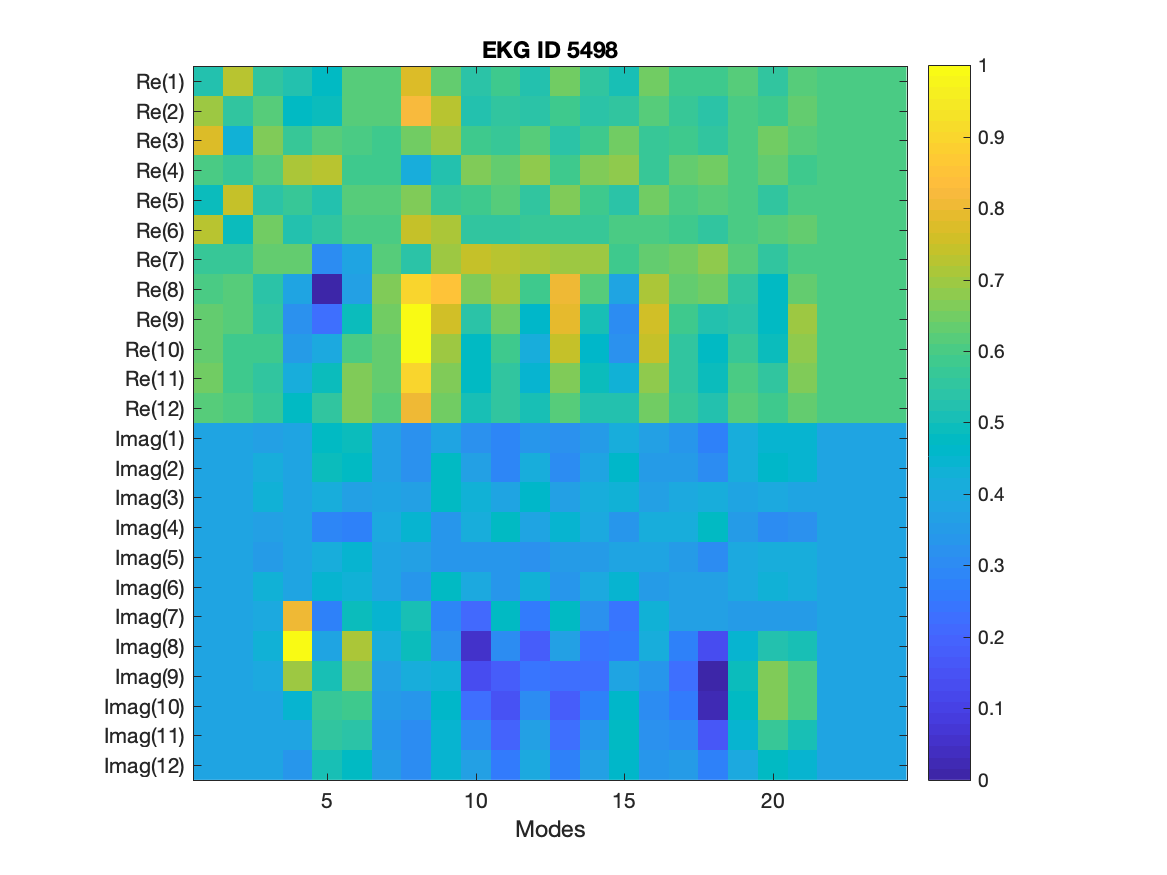 EKG ID 5498
Re(1)
Re(2)
Re(3)
Re(4)
Re(5)
Re(6)
Re(7)
Re(8)
Re(9)
Re(10)
Re(11)
Re(12)
Imag(1)
Imag(2)
Imag(3)
Imag(4)
Imag(5)
Imag(6)
Imag(7)
Imag(8)
Imag(9)
Imag(10)
Imag(11)
Imag(12)
5 10 15 20
Modes
1
0.9
0.8
0.7
0.6
0.5
0.4
0.3
0.2
0.1
0